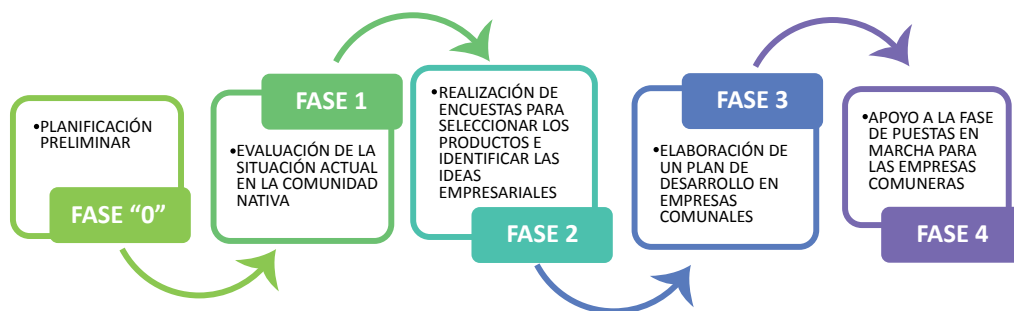 •PLANIFICACIÓN
PRELIMINAR
FASE “0”
FASE 1
•EVALUACIÓN DE LA
SITUACIÓN ACTUAL
EN LA COMUNIDAD
NATIVA
•REALIZACIÓN DE
ENCUESTAS PARA
SELECCIONAR LOS
PRODUCTOS E
IDENTIFICAR LAS
IDEAS
EMPRESARIALES
FASE 2
FASE 3
•ELABORACIÓN DE
UN PLAN DE
DESARROLLO EN
EMPRESAS
COMUNALES
•APOYO A LA FASE
DE PUESTAS EN
MARCHA PARA
LAS EMPRESAS
COMUNERAS
FASE 4